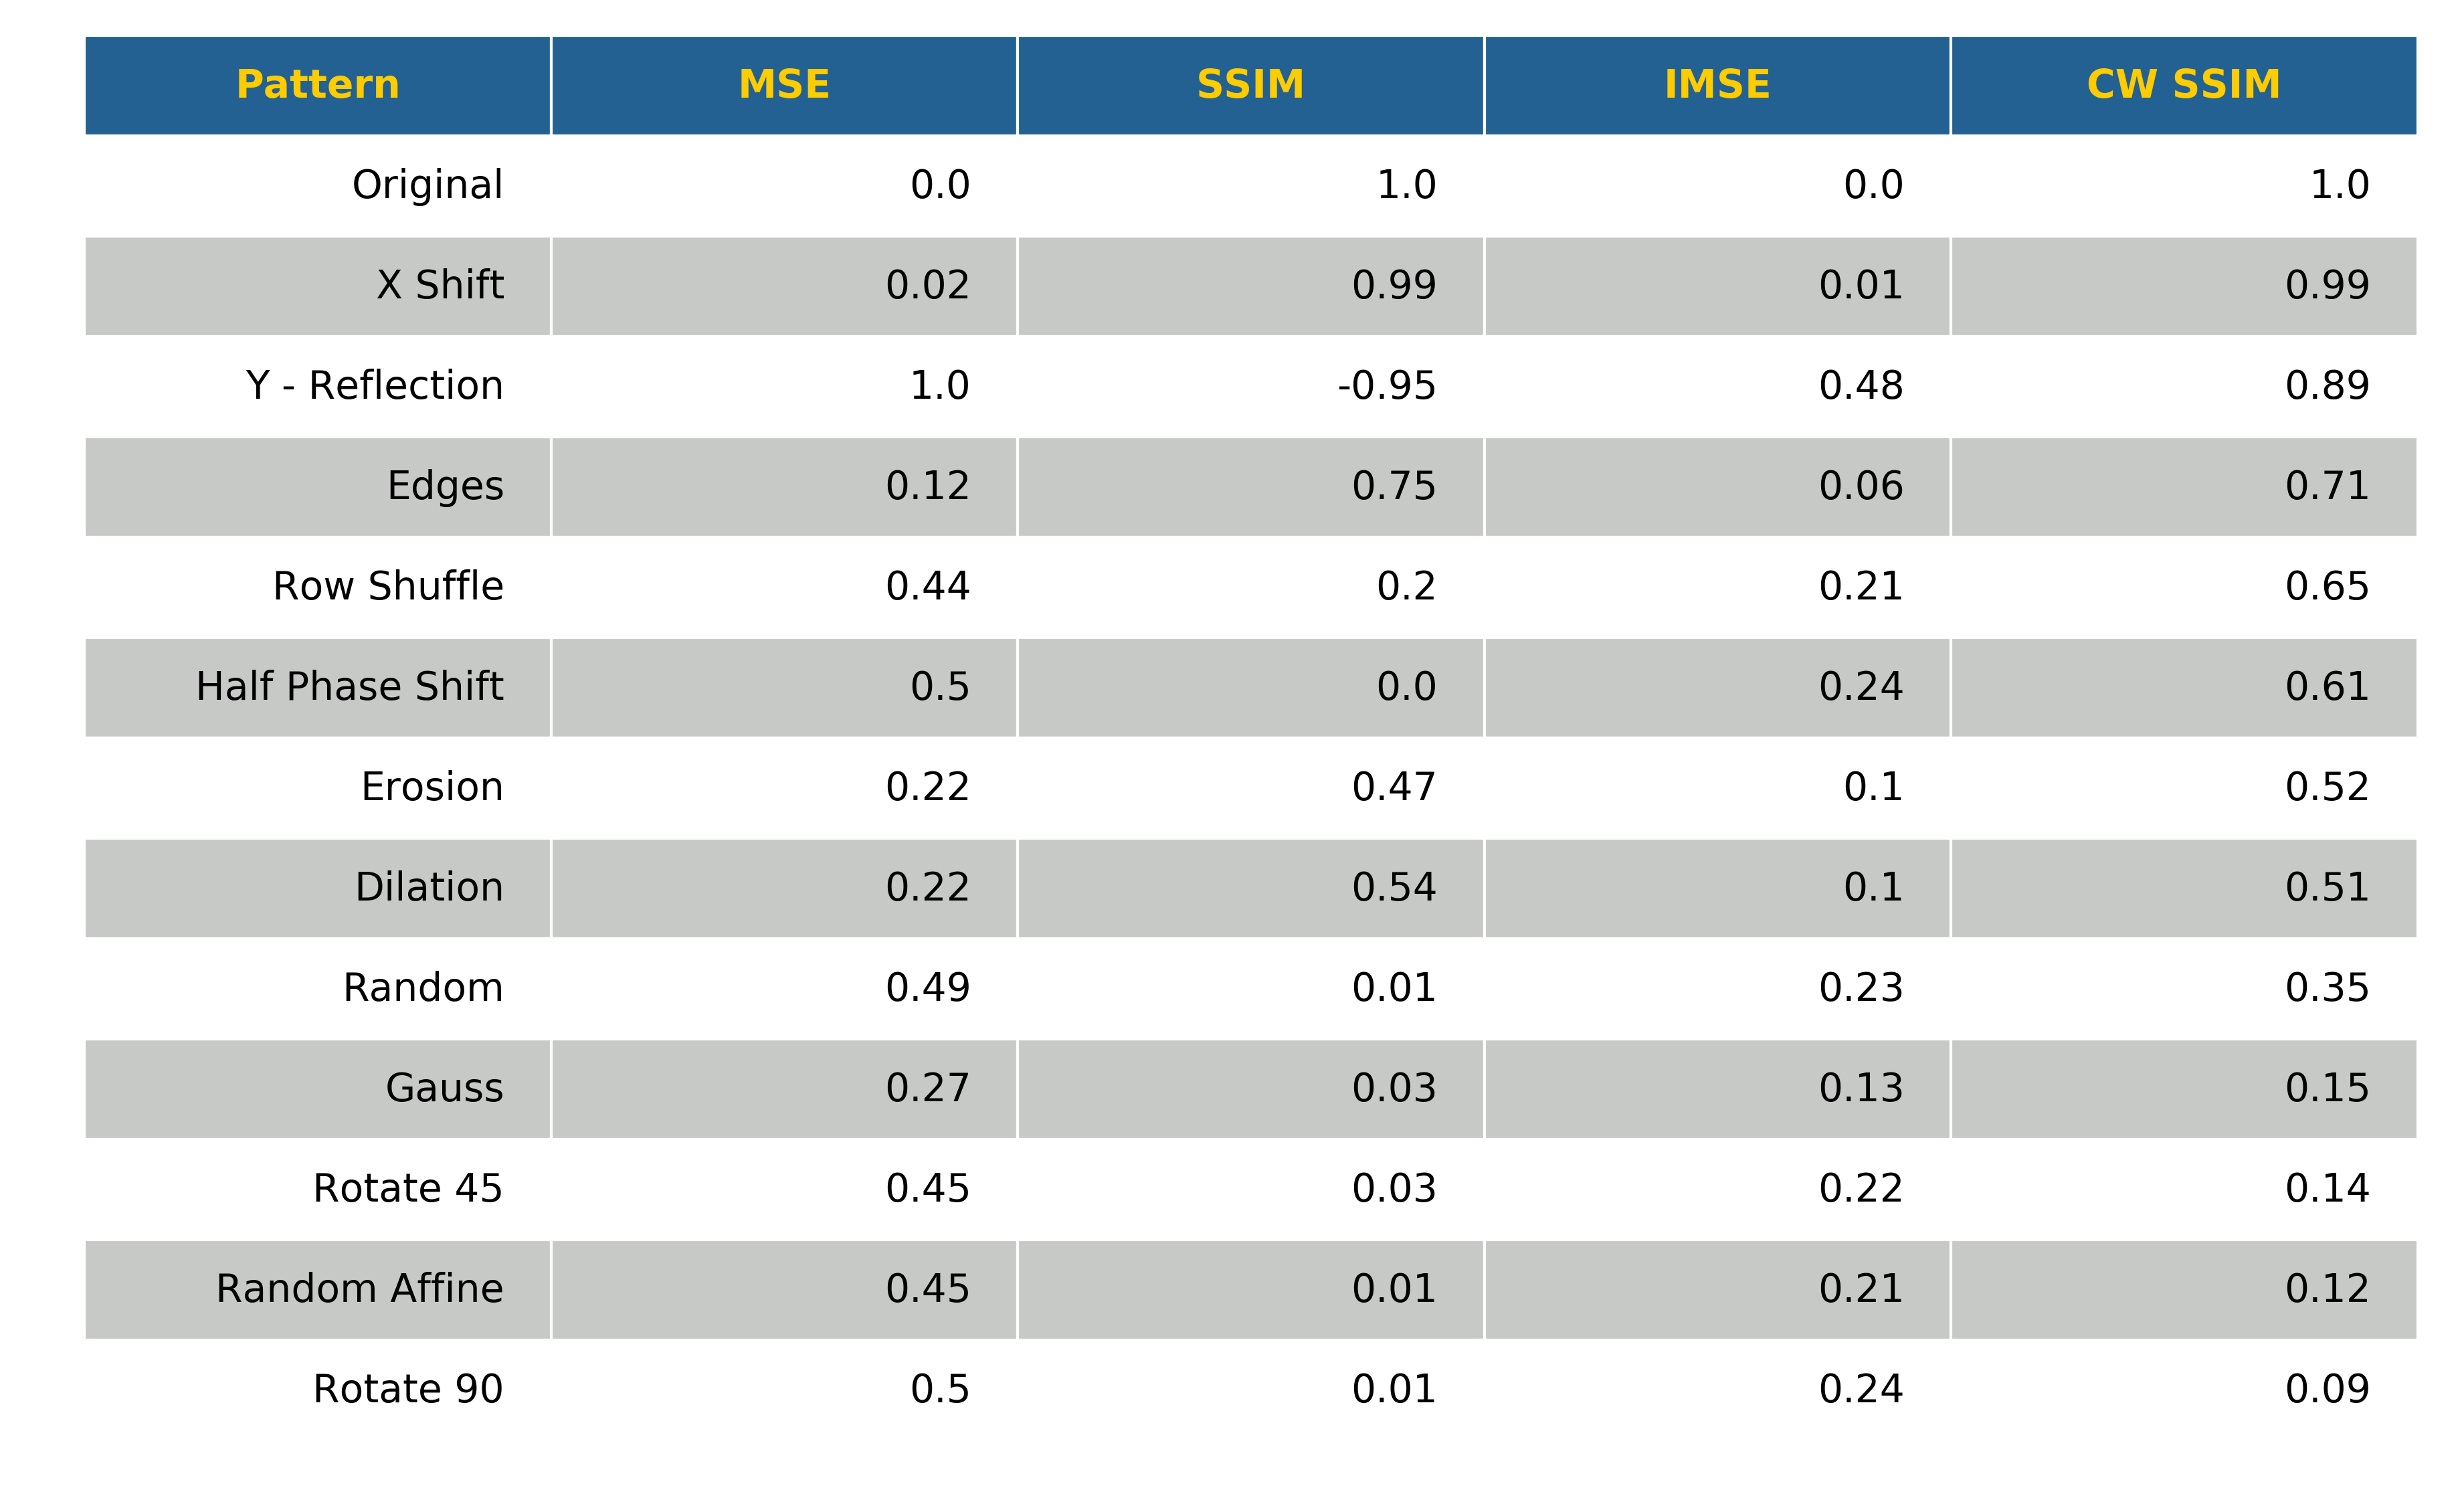 Pattern MSE SSIM IMSE CW SSIM
Original 0.0 1.0 0.0 1.0
X Shift 0.02 0.99 0.01 0.99
Y - Reflection 1.0 -0.95 0.48 0.89
Edges 0.12 0.75 0.06 0.71
Row Shuffle 0.44 0.2 0.21 0.65
Half Phase Shift 0.5 0.0 0.24 0.61
Erosion 0.22 0.47 0.1 0.52
Dilation 0.22 0.54 0.1 0.51
Random 0.49 0.01 0.23 0.35
Gauss 0.27 0.03 0.13 0.15
Rotate 45 0.45 0.03 0.22 0.14
Random Affine 0.45 0.01 0.21 0.12
Rotate 90 0.5 0.01 0.24 0.09